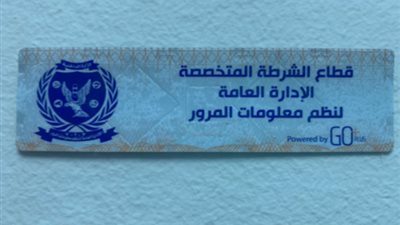 قطاع الشرطة المتخصصة
الإدارة العامة
لنظم معلومات المرور
Powered by GO